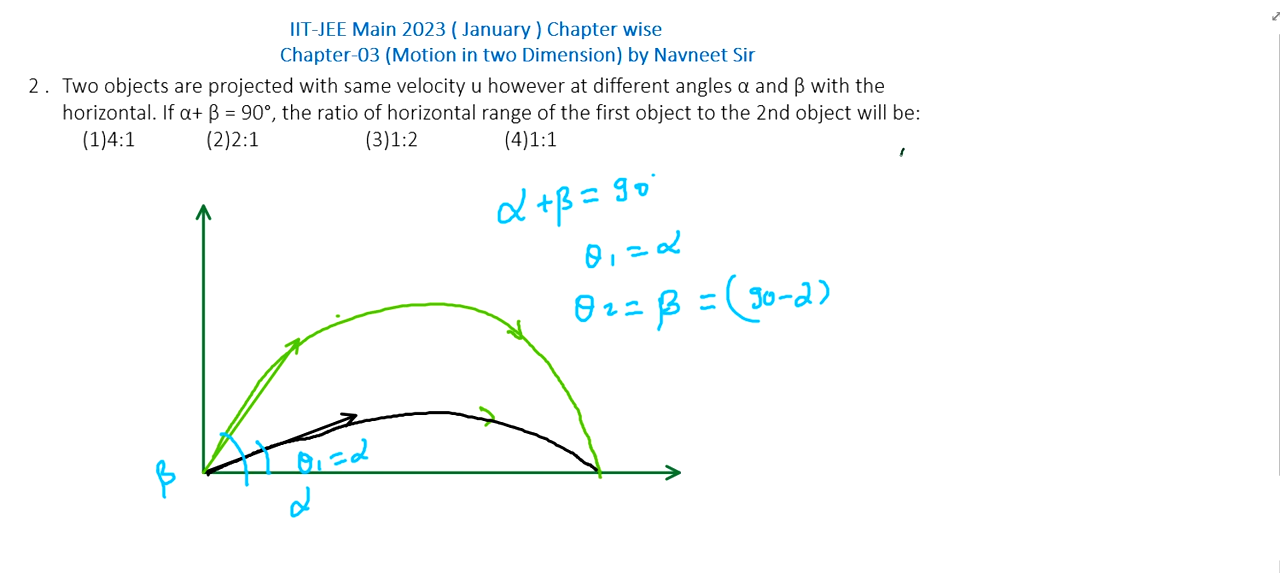 IIT-JEE Main 2023 ( January ) Chapter wise
Chapter-03 (Motion in two Dimension) by Navneet Sir
2 . Two objects are projected with same velocity u however at different angles α and β with the
horizontal. If α+ β = 90°, the ratio of horizontal range of the first object to the 2nd object will be:
(1)4:1 (2)2:1 (3)1:2 (4)1:1
α + β = 90°
θ1 = α
θ2 = β = (90-α)
θ1 = α
β
α